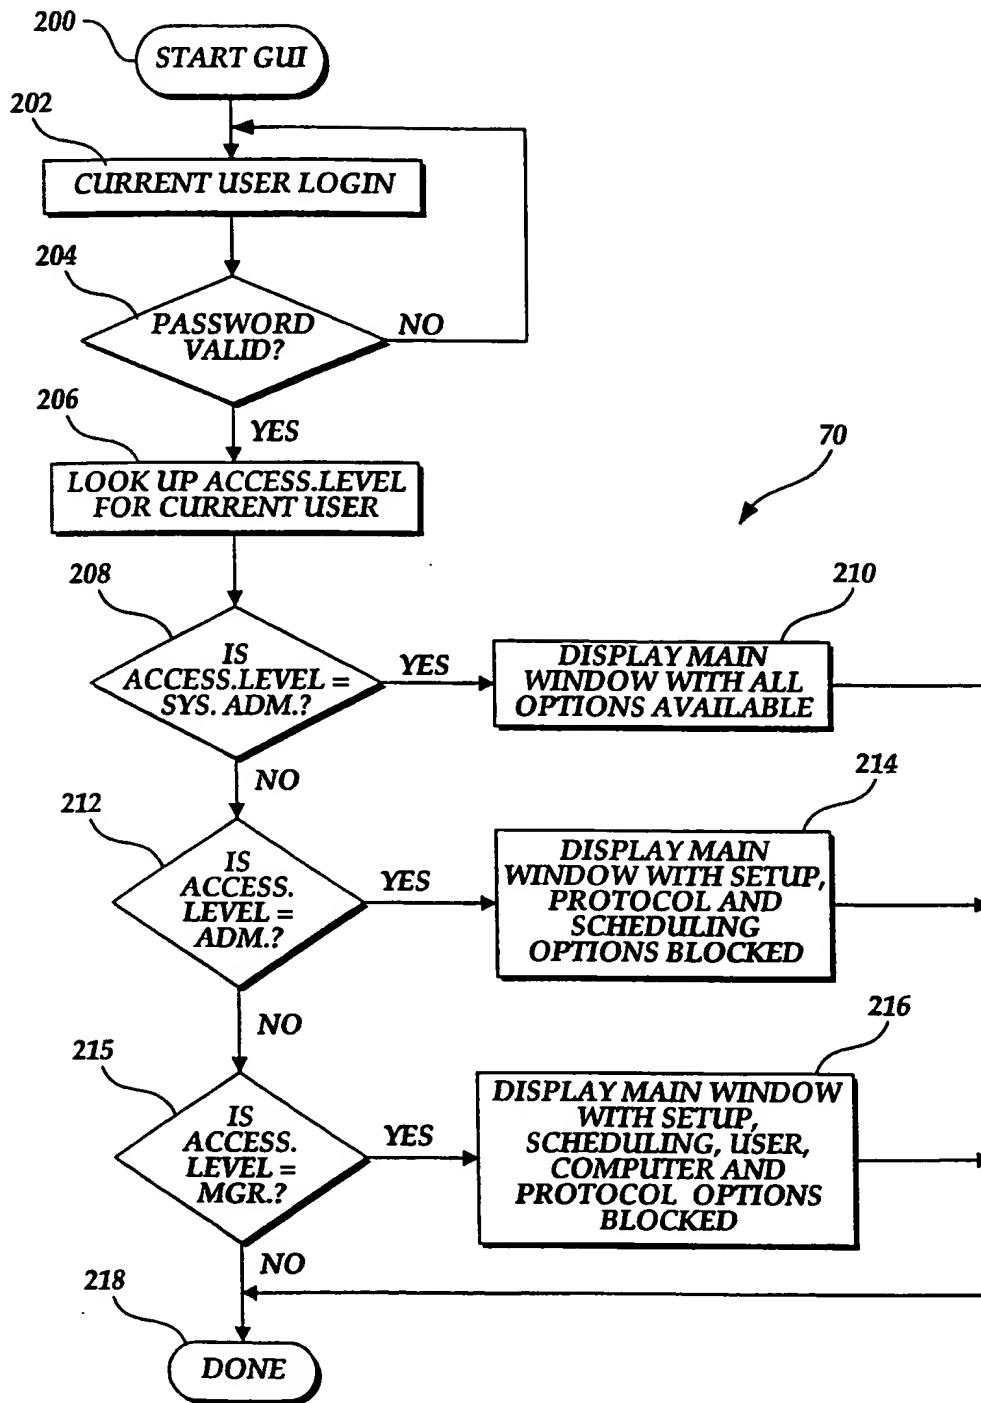 200
START GUI
202
CURRENT USER LOGIN
204
PASSWORD
VALID?
NO
206
YES
LOOK UP ACCESS.LEVEL
FOR CURRENT USER
70
208
IS
ACCESS.LEVEL =
SYS. ADM.?
YES
210
DISPLAY MAIN
WINDOW WITH ALL
OPTIONS AVAILABLE
NO
212
IS
ACCESS.
LEVEL =
ADM.?
YES
214
DISPLAY MAIN
WINDOW WITH SETUP,
PROTOCOL AND
SCHEDULING
OPTIONS BLOCKED
NO
215
IS
ACCESS.
LEVEL =
MGR.?
YES
216
DISPLAY MAIN WINDOW
WITH SETUP,
SCHEDULING, USER,
COMPUTER AND
PROTOCOL OPTIONS
BLOCKED
NO
218
DONE